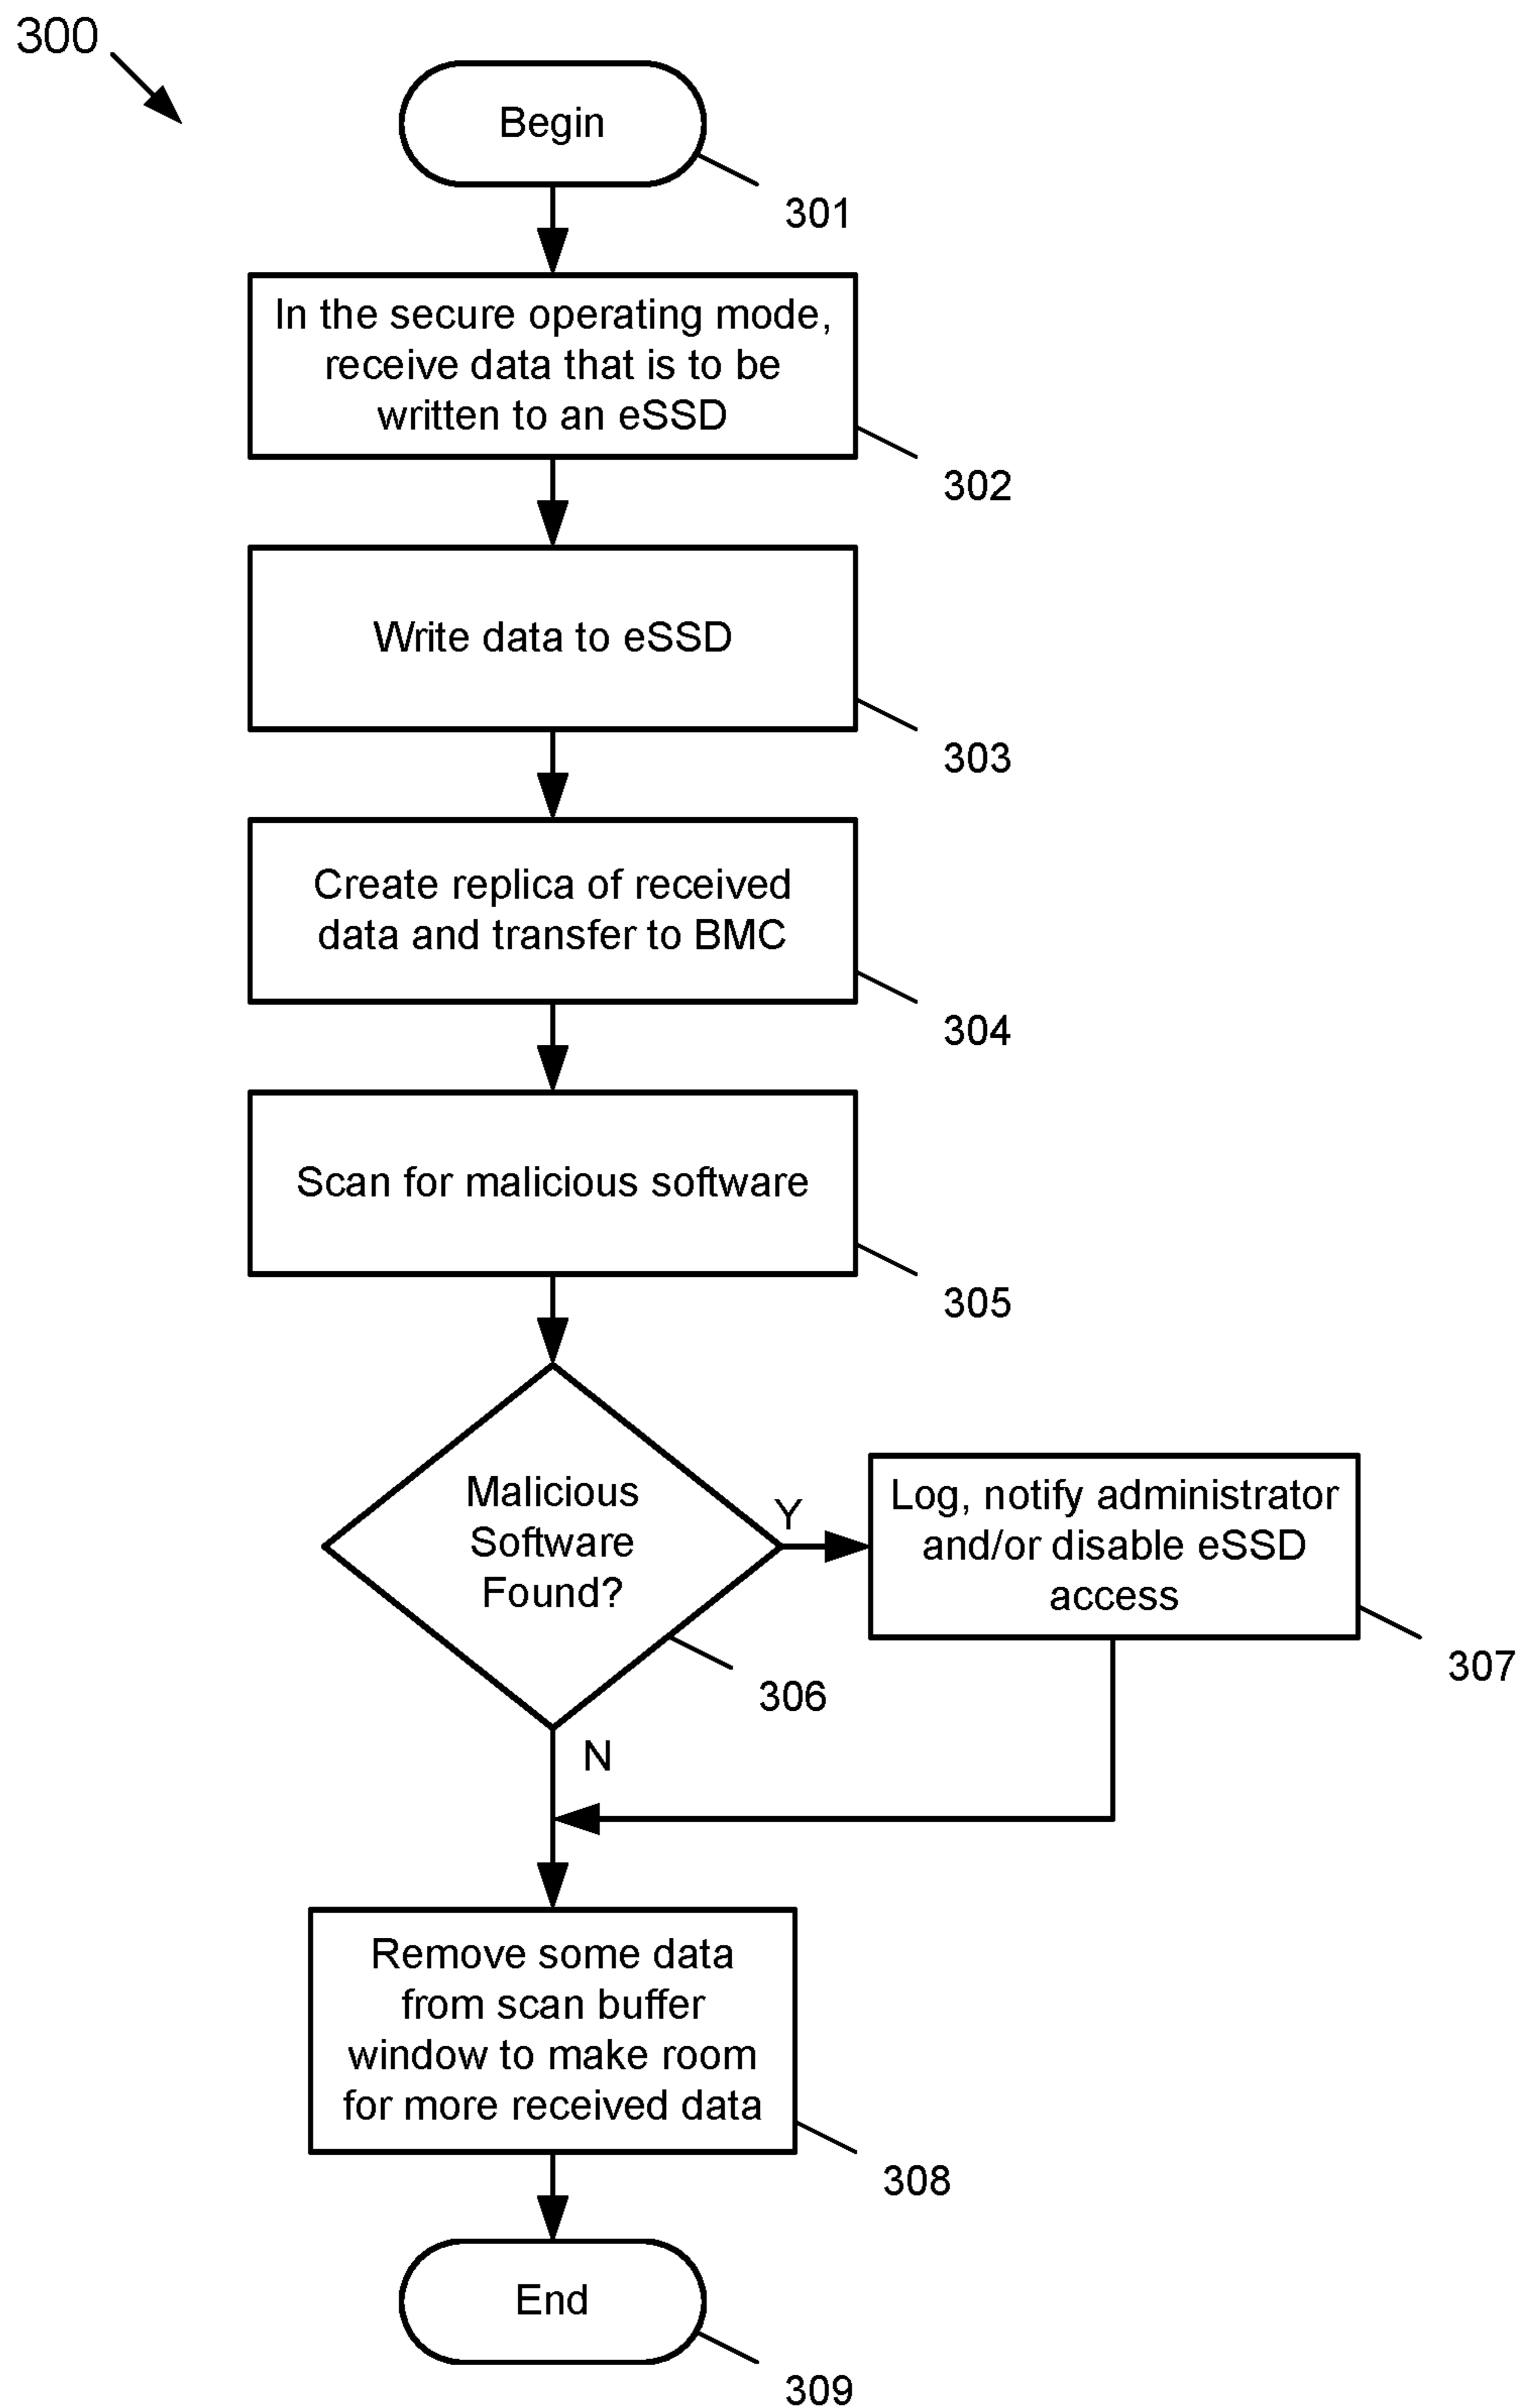 300
Begin
301
In the secure operating mode,
receive data that is to be
written to an eSSD
302
Write data to eSSD
303
Create replica of received
data and transfer to BMC
304
Scan for malicious software
305
Malicious
Software
Found?
306
Y
Log, notify administrator
and/or disable eSSD
access
307
N
Remove some data
from scan buffer
window to make room
for more received data
308
End
309